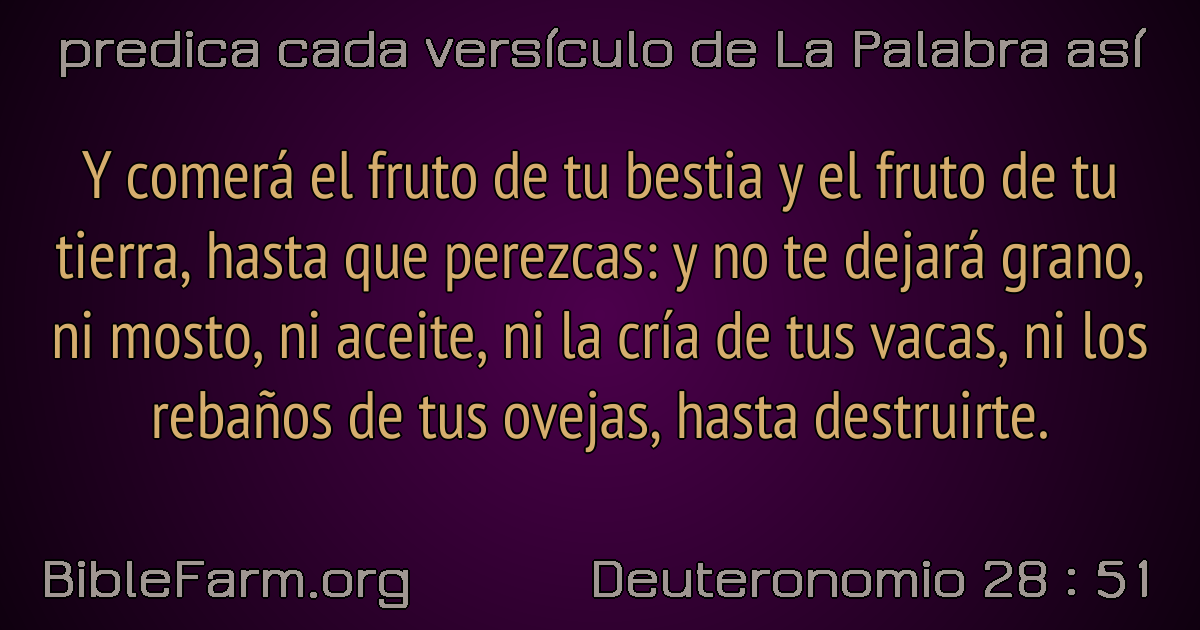 predica cada versículo de La Palabra así
Y comerá el fruto de tu bestia y el fruto de tu
tierra, hasta que perezcas: y no te dejará grano,
ni mosto, ni aceite, ni la cría de tus vacas, ni los
rebaños de tus ovejas, hasta destruirte.
BibleFarm.org
Deuteronomio 28 : 51